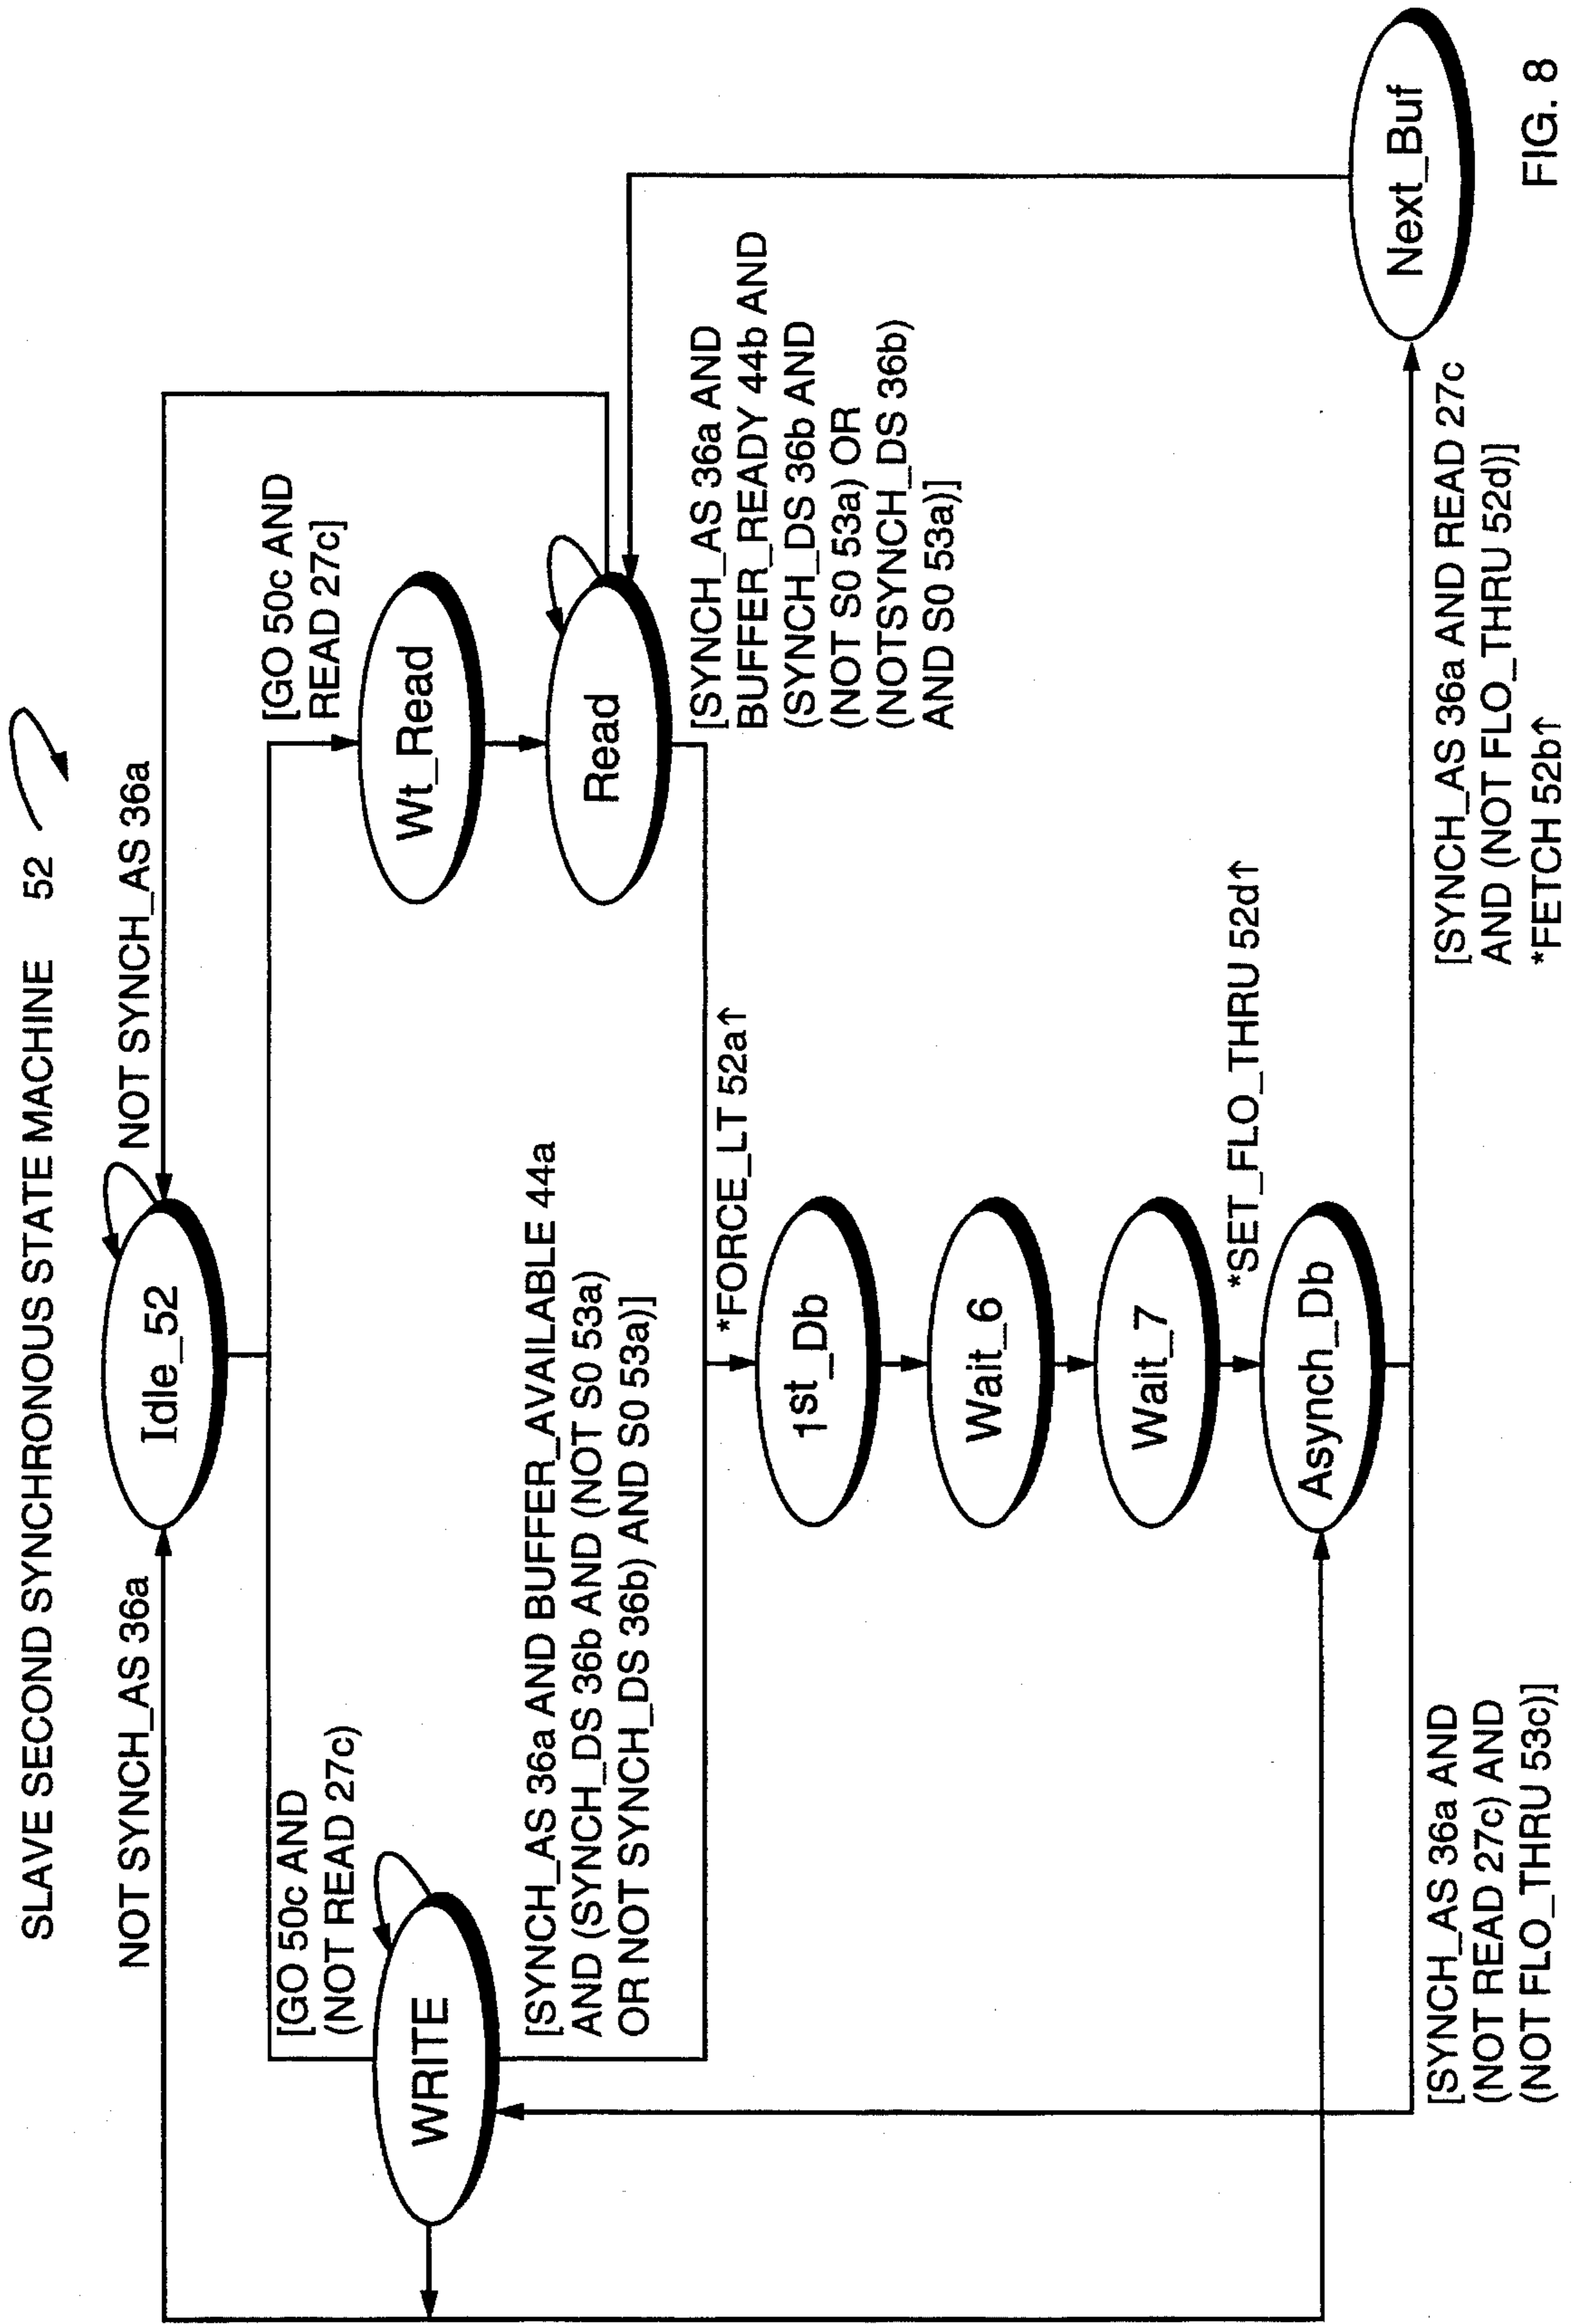 SLAVE SECOND SYNCHRONOUS STATE MACHINE 52
NOT SYNCH_AS 36a
Idle_52
NOT SYNCH_AS 36a
[GO 50c AND
(NOT READ 27c)
[GO 50c AND
READ 27c]
WRITE
Wt_Read
Read
[SYNCH_AS 36a AND BUFFER_AVAILABLE 44a
AND (SYNCH_DS 36b AND (NOT S0 53a)
OR NOT SYNCH_DS 36b) AND S0 53a)]
[SYNCH_AS 36a AND
BUFFER_READY 44b AND
(SYNCH_DS 36b AND
(NOT S0 53a) OR
(NOTSYNCH_DS 36b)
AND S0 53a)]
*FORCE_LT 52a↑
1st_Db
Wait_6
Wait_7
*SET_FLO_THRU 52d↑
Asynch_Db
Next_Buf
[SYNCH_AS 36a AND
(NOT READ 27c) AND
(NOT FLO_THRU 53c)]
[SYNCH_AS 36a AND READ 27c
AND (NOT FLO_THRU 52d)]
*FETCH 52b↑
FIG. 8